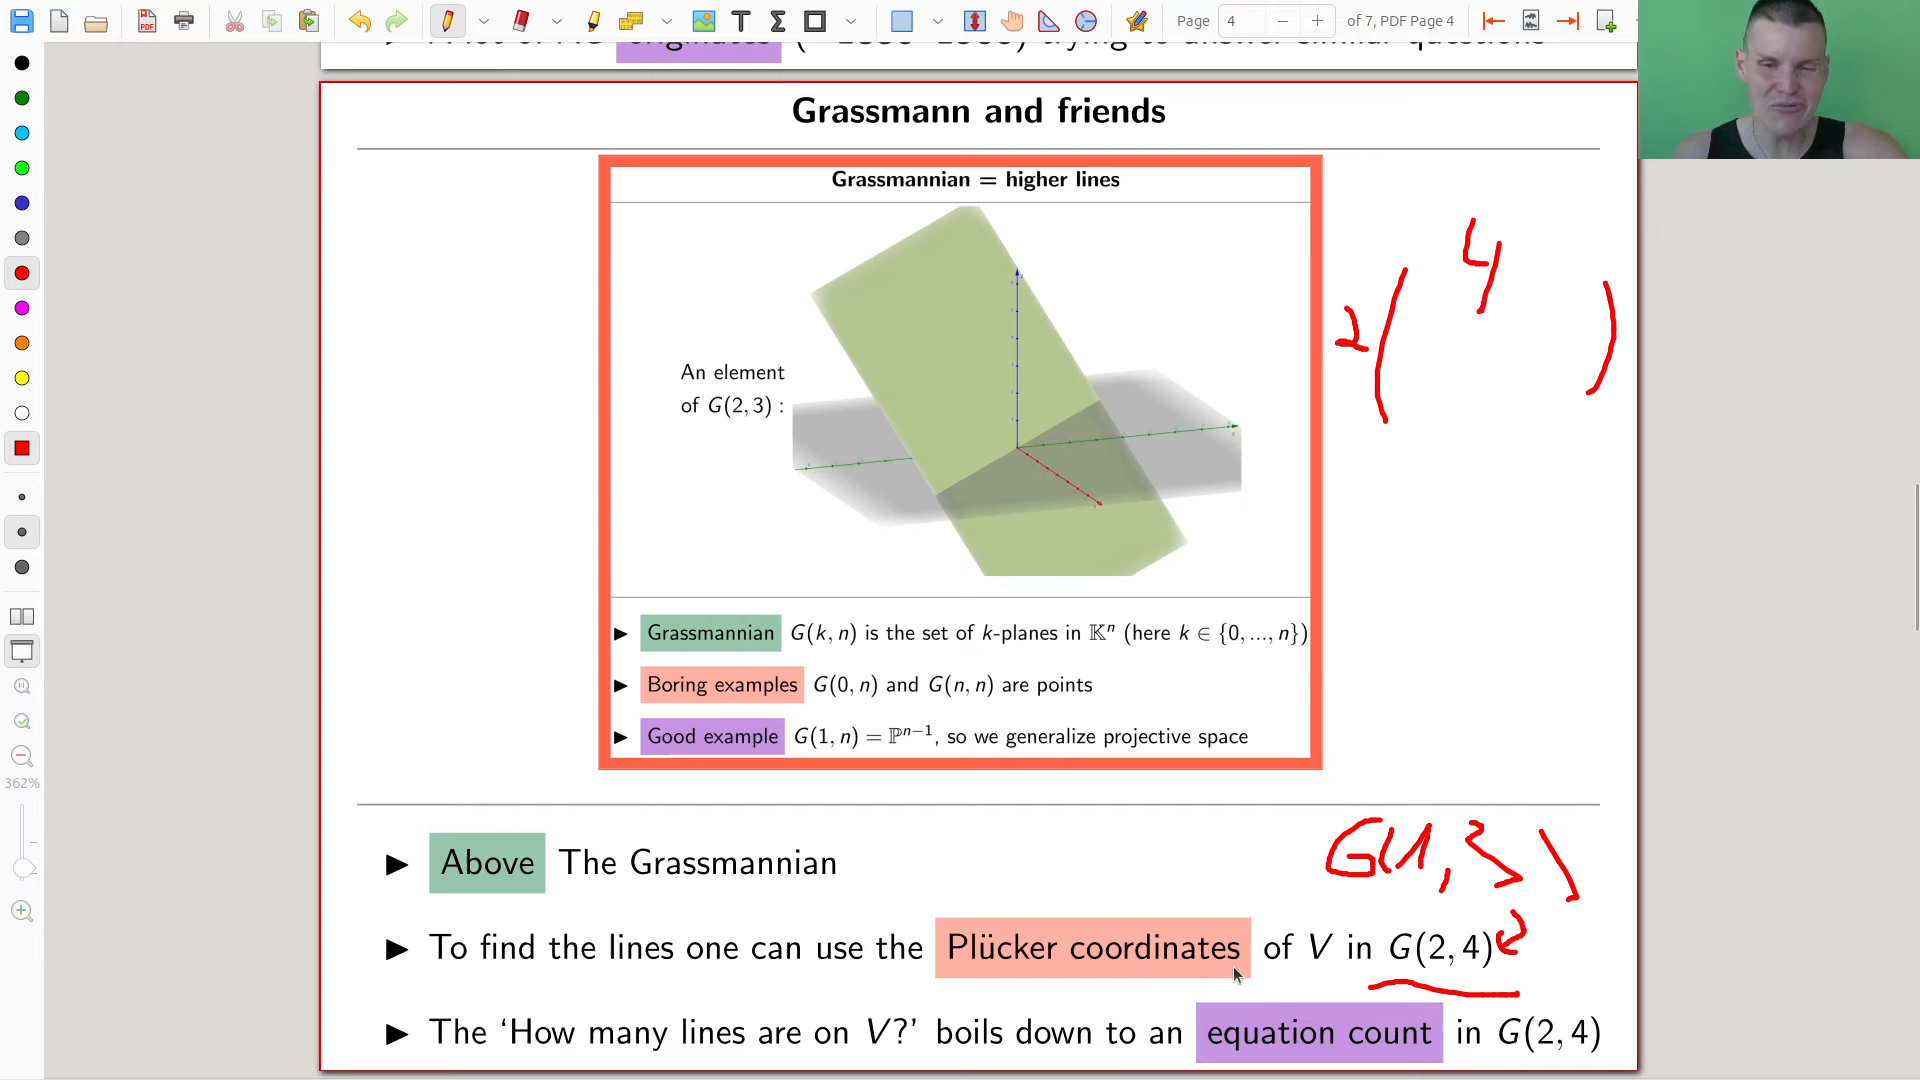 Page 4 of 7, PDF Page 4
Grassmann and friends
Grassmannian = higher lines
An element
of G(2, 3) :
2( 4 )
▶ Grassmannian G(k, n) is the set of k-planes in 𝕂ⁿ (here k ∈ {0, ..., n})
▶ Boring examples G(0, n) and G(n, n) are points
▶ Good example G(1, n) = ℙⁿ⁻¹, so we generalize projective space
▶ Above The Grassmannian
G(1, 3)
▶ To find the lines one can use the Plücker coordinates of V in G(2, 4)
▶ The ‘How many lines are on V?’ boils down to an equation count in G(2, 4)
362%